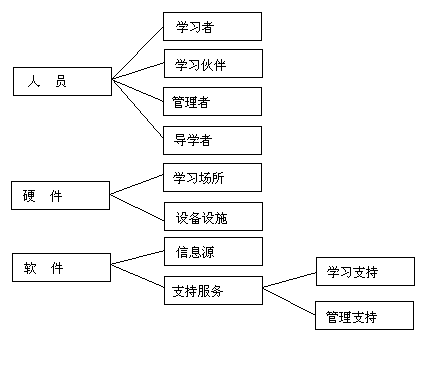 人 员
学习者
学习伙伴
管理者
导学者
硬 件
学习场所
设备设施
软 件
信息源
支持服务
学习支持
管理支持